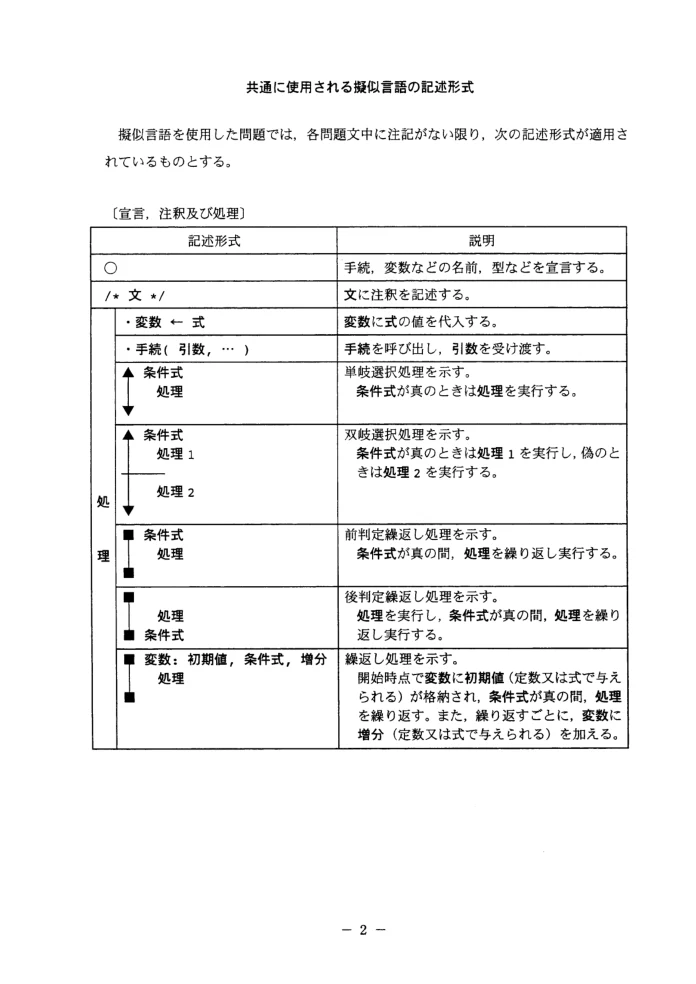 共通に使用される擬似言語の記述形式
擬似言語を使用した問題では，各問題文中に注記がない限り，次の記述形式が適用さ
れているものとする。
〔宣言，注釈及び処理〕
記述形式
説明
○
手続，変数などの名前，型などを宣言する。
/* 文 */
文に注釈を記述する。
処
理
・変数 ← 式
変数に式の値を代入する。
・手続( 引数, … )
手続を呼び出し，引数を受け渡す。
▲ 条件式
処理
▼
単岐選択処理を示す。
条件式が真のときは処理を実行する。
▲ 条件式
処理 1
処理 2
▼
双岐選択処理を示す。
条件式が真のときは処理 1 を実行し，偽のと
きは処理 2 を実行する。
■ 条件式
処理
■
前判定繰返し処理を示す。
条件式が真の間，処理を繰り返し実行する。
■
処理
■ 条件式
後判定繰返し処理を示す。
処理を実行し，条件式が真の間，処理を繰り
返し実行する。
■ 変数: 初期値, 条件式, 増分
処理
■
繰返し処理を示す。
開始時点で変数に初期値（定数又は式で与え
られる）が格納され，条件式が真の間，処理
を繰り返す。また，繰り返すごとに，変数に
増分（定数又は式で与えられる）を加える。
－ 2 －